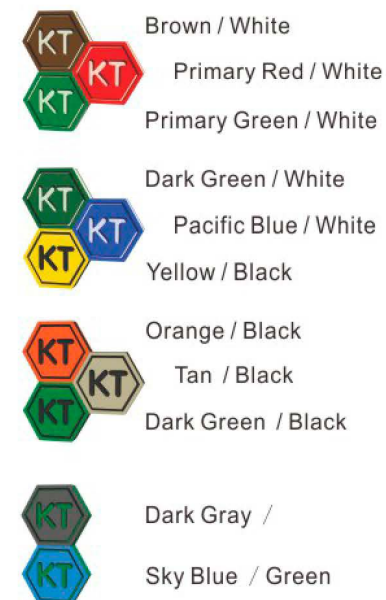 KT
Brown / White
KT
Primary Red / White
KT
Primary Green / White
KT
Dark Green / White
KT
Pacific Blue / White
KT
Yellow / Black
KT
Orange / Black
KT
Tan / Black
KT
Dark Green / Black
KT
Dark Gray /
KT
Sky Blue / Green